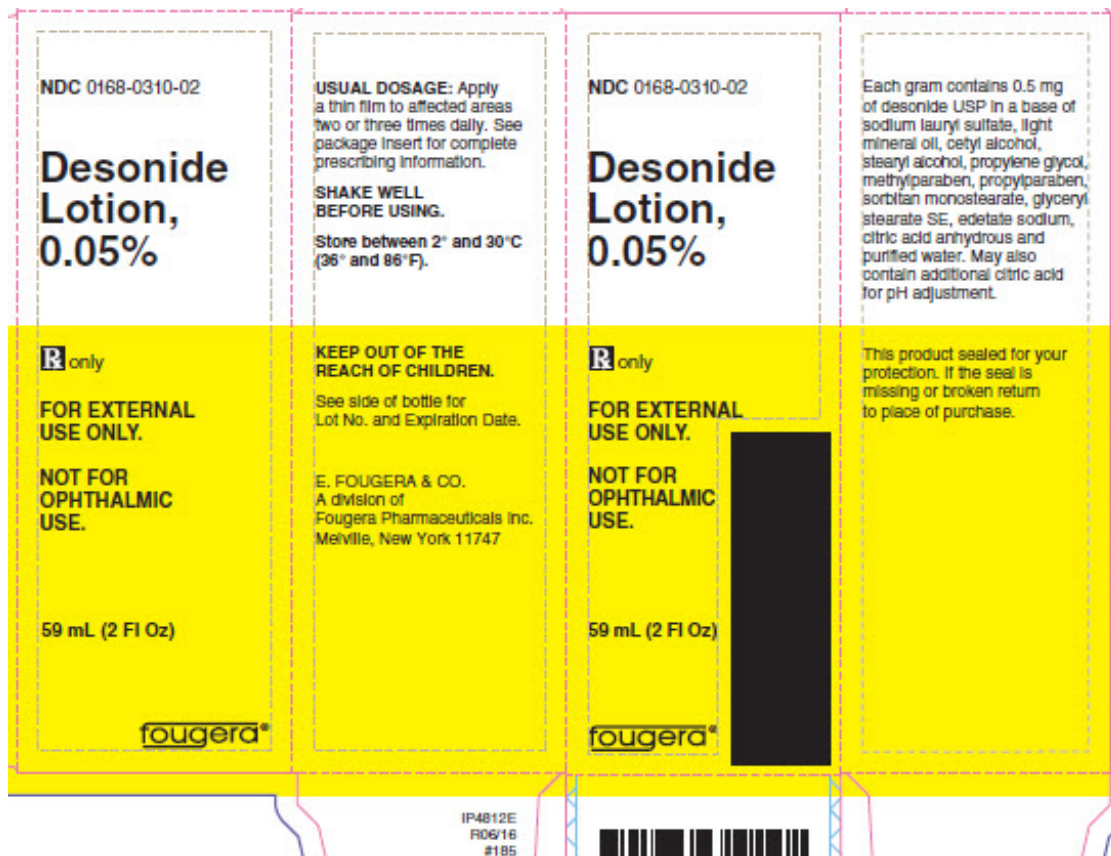 NDC 0168-0310-02
Desonide
Lotion,
0.05%
Rx only
FOR EXTERNAL
USE ONLY.
NOT FOR
OPHTHALMIC
USE.
59 mL (2 Fl Oz)
fougera®
USUAL DOSAGE: Apply
a thin film to affected areas
two or three times daily. See
package insert for complete
prescribing information.
SHAKE WELL
BEFORE USING.
Store between 2° and 30°C
(36° and 86°F).
KEEP OUT OF THE
REACH OF CHILDREN.
See side of bottle for
Lot No. and Expiration Date.
E. FOUGERA & CO.
A division of
Fougera Pharmaceuticals Inc.
Melville, New York 11747
NDC 0168-0310-02
Desonide
Lotion,
0.05%
Rx only
FOR EXTERNAL
USE ONLY.
NOT FOR
OPHTHALMIC
USE.
59 mL (2 Fl Oz)
fougera®
Each gram contains 0.5 mg
of desonide USP in a base of
sodium lauryl sulfate, light
mineral oil, cetyl alcohol,
stearyl alcohol, propylene glycol,
methylparaben, propylparaben,
sorbitan monostearate, glyceryl
stearate SE, edetate sodium,
citric acid anhydrous and
purified water. May also
contain additional citric acid
for pH adjustment.
This product sealed for your
protection. If the seal is
missing or broken return
to place of purchase.
IP4812E
R06/16
#185